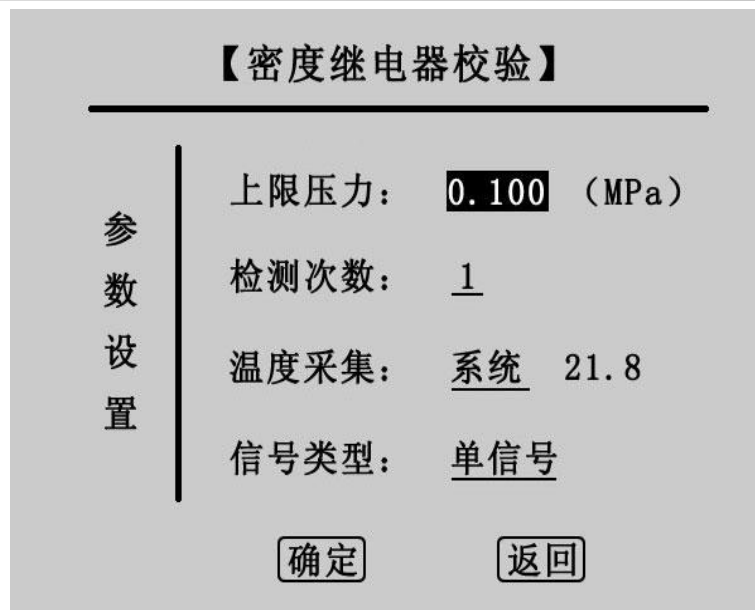 【密度继电器校验】
参数设置
上限压力: 0.100 (MPa)
检测次数: 1
温度采集: 系统 21.8
信号类型: 单信号
确定 返回